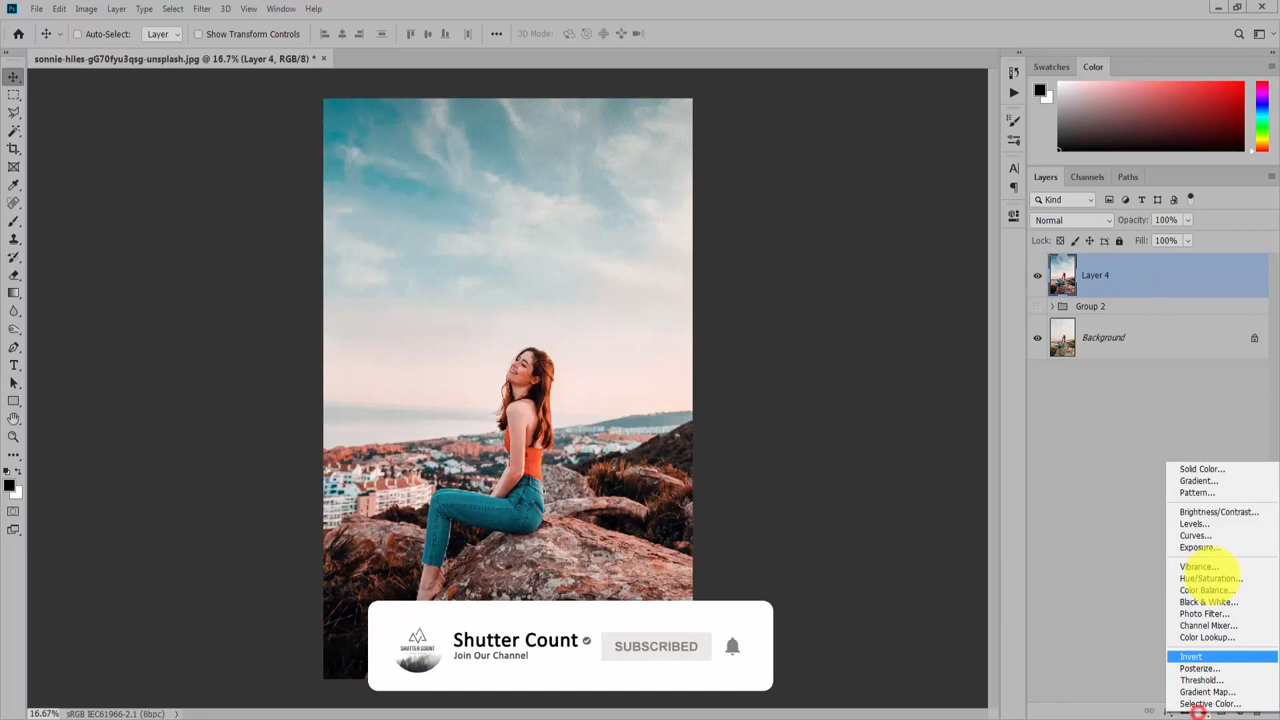 Ps File Edit Image Layer Type Select Filter 3D View Window Help
Auto-Select: Layer Show Transform Controls 3D Mode:
sonnie-hiles-gG70fyu3qsg-unsplash.jpg @ 16.7% (Layer 4, RGB/8) * ×
Swatches Color
Layers Channels Paths
Kind
Normal Opacity: 100%
Lock: Fill: 100%
Layer 4
Group 2
Background
Solid Color...
Gradient...
Pattern...
Brightness/Contrast...
Levels...
Curves...
Exposure...
Vibrance...
Hue/Saturation...
Color Balance...
Black & White...
Photo Filter...
Channel Mixer...
Color Lookup...
Invert
Posterize...
Threshold...
Gradient Map...
Selective Color...
Shutter Count
Join Our Channel
SUBSCRIBED
SHUTTER COUNT
16.67% sRGB IEC61966-2.1 (8bpc)